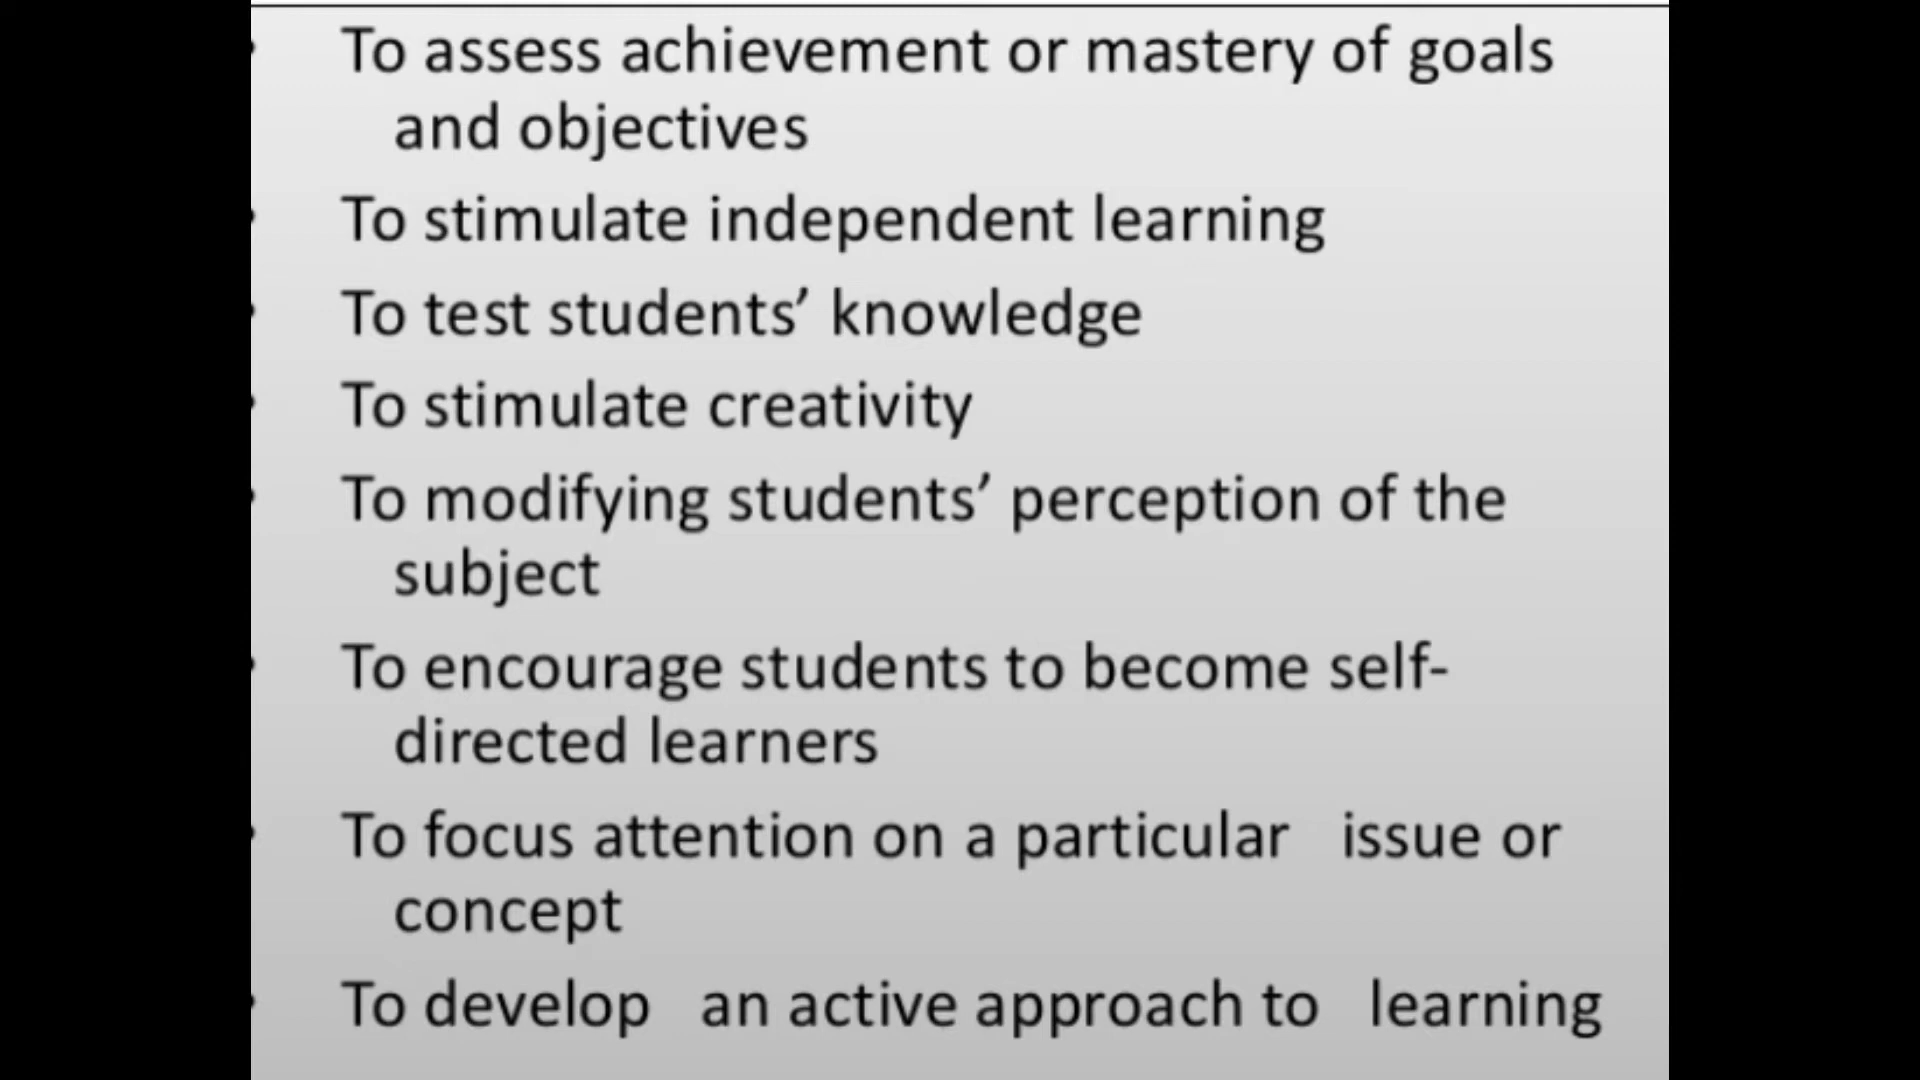 To assess achievement or mastery of goals
and objectives
To stimulate independent learning
To test students’ knowledge
To stimulate creativity
To modifying students’ perception of the
subject
To encourage students to become self-
directed learners
To focus attention on a particular issue or
concept
To develop an active approach to learning